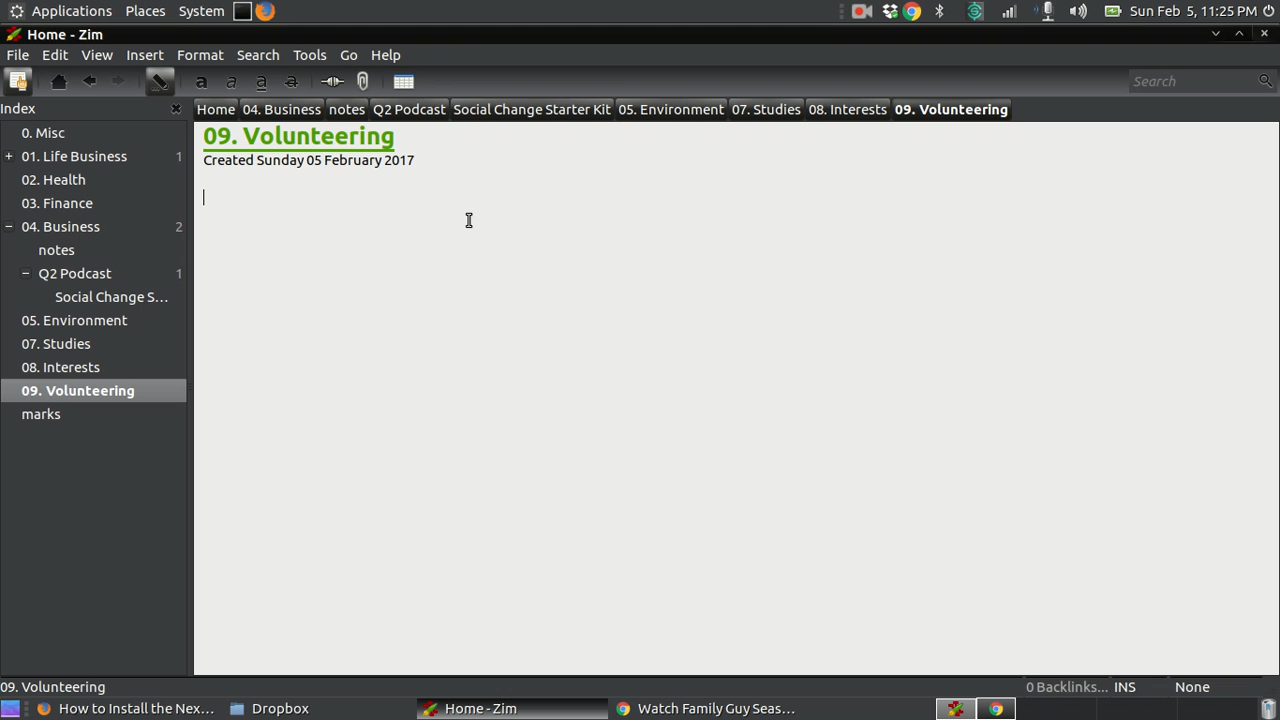 Applications Places System Sun Feb 5, 11:25 PM
Home - Zim
File Edit View Insert Format Search Tools Go Help
a a a a Search
Index
Home 04. Business notes Q2 Podcast Social Change Starter Kit 05. Environment 07. Studies 08. Interests 09. Volunteering
0. Misc
01. Life Business 1
02. Health
03. Finance
04. Business 2
notes
Q2 Podcast 1
Social Change S...
05. Environment
07. Studies
08. Interests
09. Volunteering
marks
09. Volunteering
Created Sunday 05 February 2017
09. Volunteering 0 Backlinks... INS None
How to Install the Nex... Dropbox Home - Zim Watch Family Guy Seas...